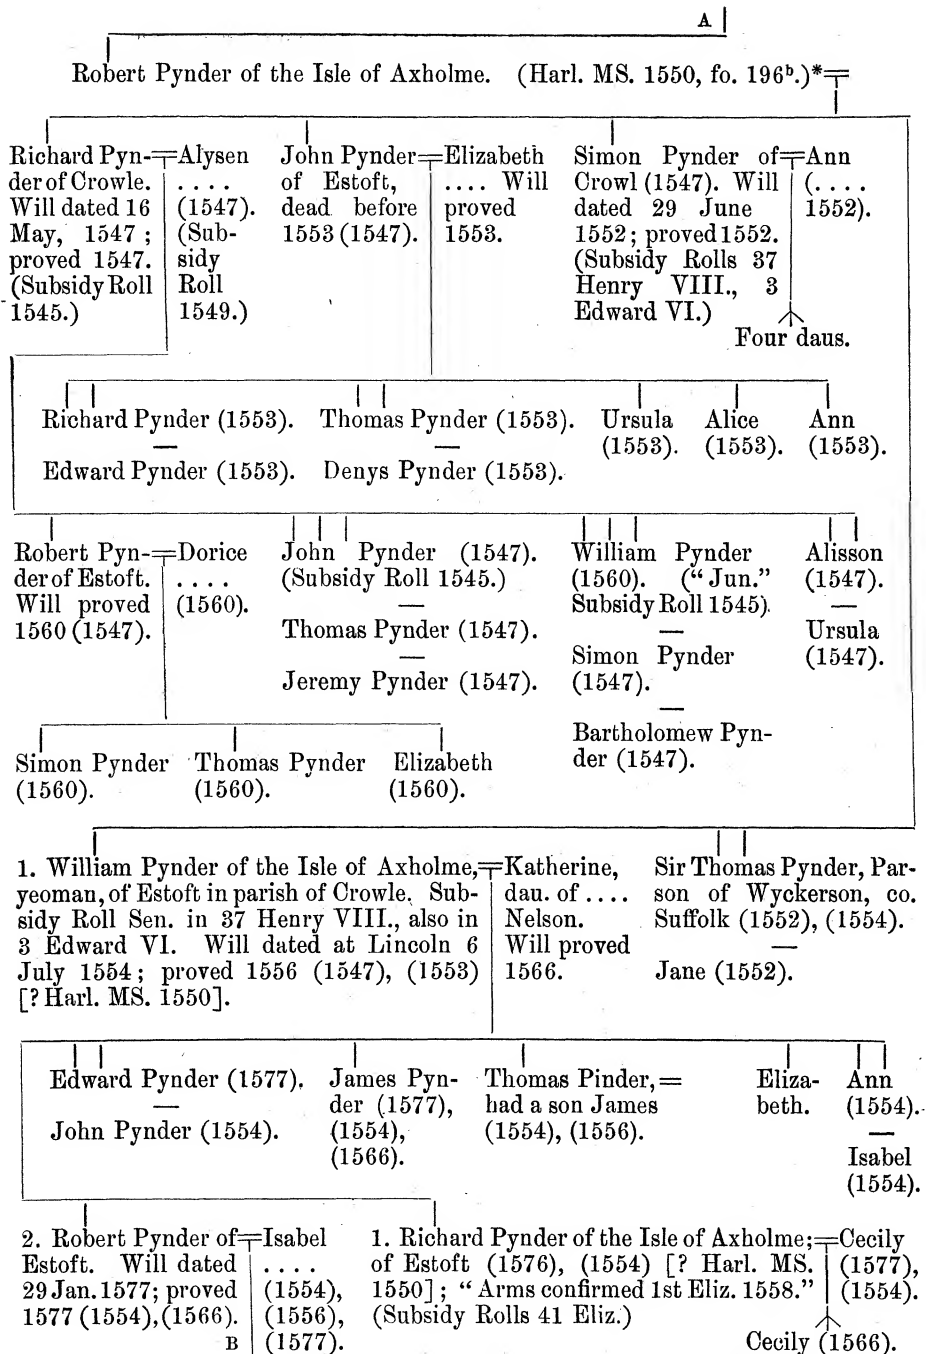 A
Robert Pynder of the Isle of Axholme. (Harl. MS. 1550, fo. 196ᵇ.)*
Richard Pyn-
der of Crowle.
Will dated 16
May, 1547 ;
proved 1547.
(Subsidy Roll
1545.)
Alysen
. . . .
(1547).
(Sub-
sidy
Roll
1549.)
John Pynder
of Estoft,
dead before
1553 (1547).
Elizabeth
. . . . Will
proved
1553.
Simon Pynder of
Crowl (1547). Will
dated 29 June
1552 ; proved 1552.
(Subsidy Rolls 37
Henry VIII., 3
Edward VI.)
Ann
(. . . .
1552).
Four daus.
Richard Pynder (1553).
—
Edward Pynder (1553).
Thomas Pynder (1553).
—
Denys Pynder (1553).
Ursula
(1553).
Alice
(1553).
Ann
(1553).
Robert Pyn-
der of Estoft.
Will proved
1560 (1547).
Dorice
. . . .
(1560).
John Pynder (1547).
(Subsidy Roll 1545.)
—
Thomas Pynder (1547).
—
Jeremy Pynder (1547).
William Pynder
(1560). (“Jun.”
Subsidy Roll 1545).
—
Simon Pynder
(1547).
—
Bartholomew Pyn-
der (1547).
Alisson
(1547).
—
Ursula
(1547).
Simon Pynder
(1560).
Thomas Pynder
(1560).
Elizabeth
(1560).
1. William Pynder of the Isle of Axholme,
yeoman, of Estoft in parish of Crowle. Sub-
sidy Roll Sen. in 37 Henry VIII., also in
3 Edward VI. Will dated at Lincoln 6
July 1554 ; proved 1556 (1547), (1553)
[? Harl. MS. 1550].
Katherine,
dau. of . . . .
Nelson.
Will proved
1566.
Sir Thomas Pynder, Par-
son of Wyckerson, co.
Suffolk (1552), (1554).
—
Jane (1552).
Edward Pynder (1577).
—
John Pynder (1554).
James Pyn-
der (1577),
(1554),
(1566).
Thomas Pinder, =
had a son James
(1554), (1556).
Eliza-
beth.
Ann
(1554).
—
Isabel
(1554).
2. Robert Pynder of
Estoft. Will dated
29 Jan. 1577; proved
1577 (1554), (1566).
B
Isabel
. . . .
(1554),
(1556),
(1577).
1. Richard Pynder of the Isle of Axholme;
of Estoft (1576), (1554) [? Harl. MS.
1550] ; “Arms confirmed 1st Eliz. 1558.”
(Subsidy Rolls 41 Eliz.)
Cecily
(1577),
(1554).
Cecily (1566).